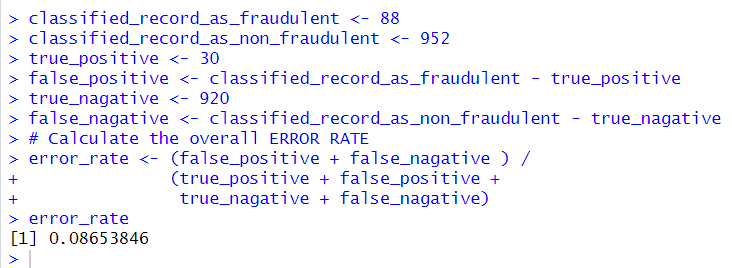 > classified_record_as_fraudulent <- 88
> classified_record_as_non_fraudulent <- 952
> true_positive <- 30
> false_positive <- classified_record_as_fraudulent - true_positive
> true_nagative <- 920
> false_nagative <- classified_record_as_non_fraudulent - true_nagative
> # Calculate the overall ERROR RATE
> error_rate <- (false_positive + false_nagative ) /
+               (true_positive + false_positive +
+                true_nagative + false_nagative)
> error_rate
[1] 0.08653846
>